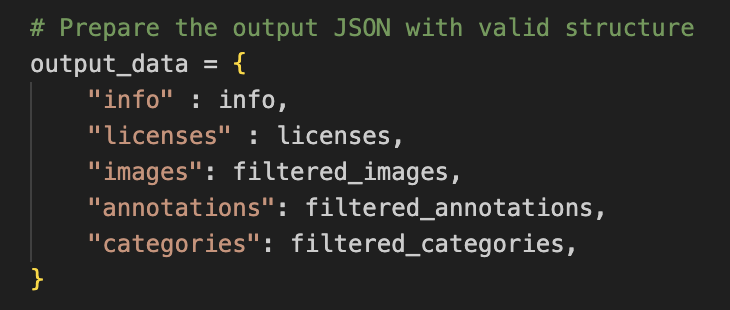 # Prepare the output JSON with valid structure
output_data = {
    "info" : info,
    "licenses" : licenses,
    "images": filtered_images,
    "annotations": filtered_annotations,
    "categories": filtered_categories,
}